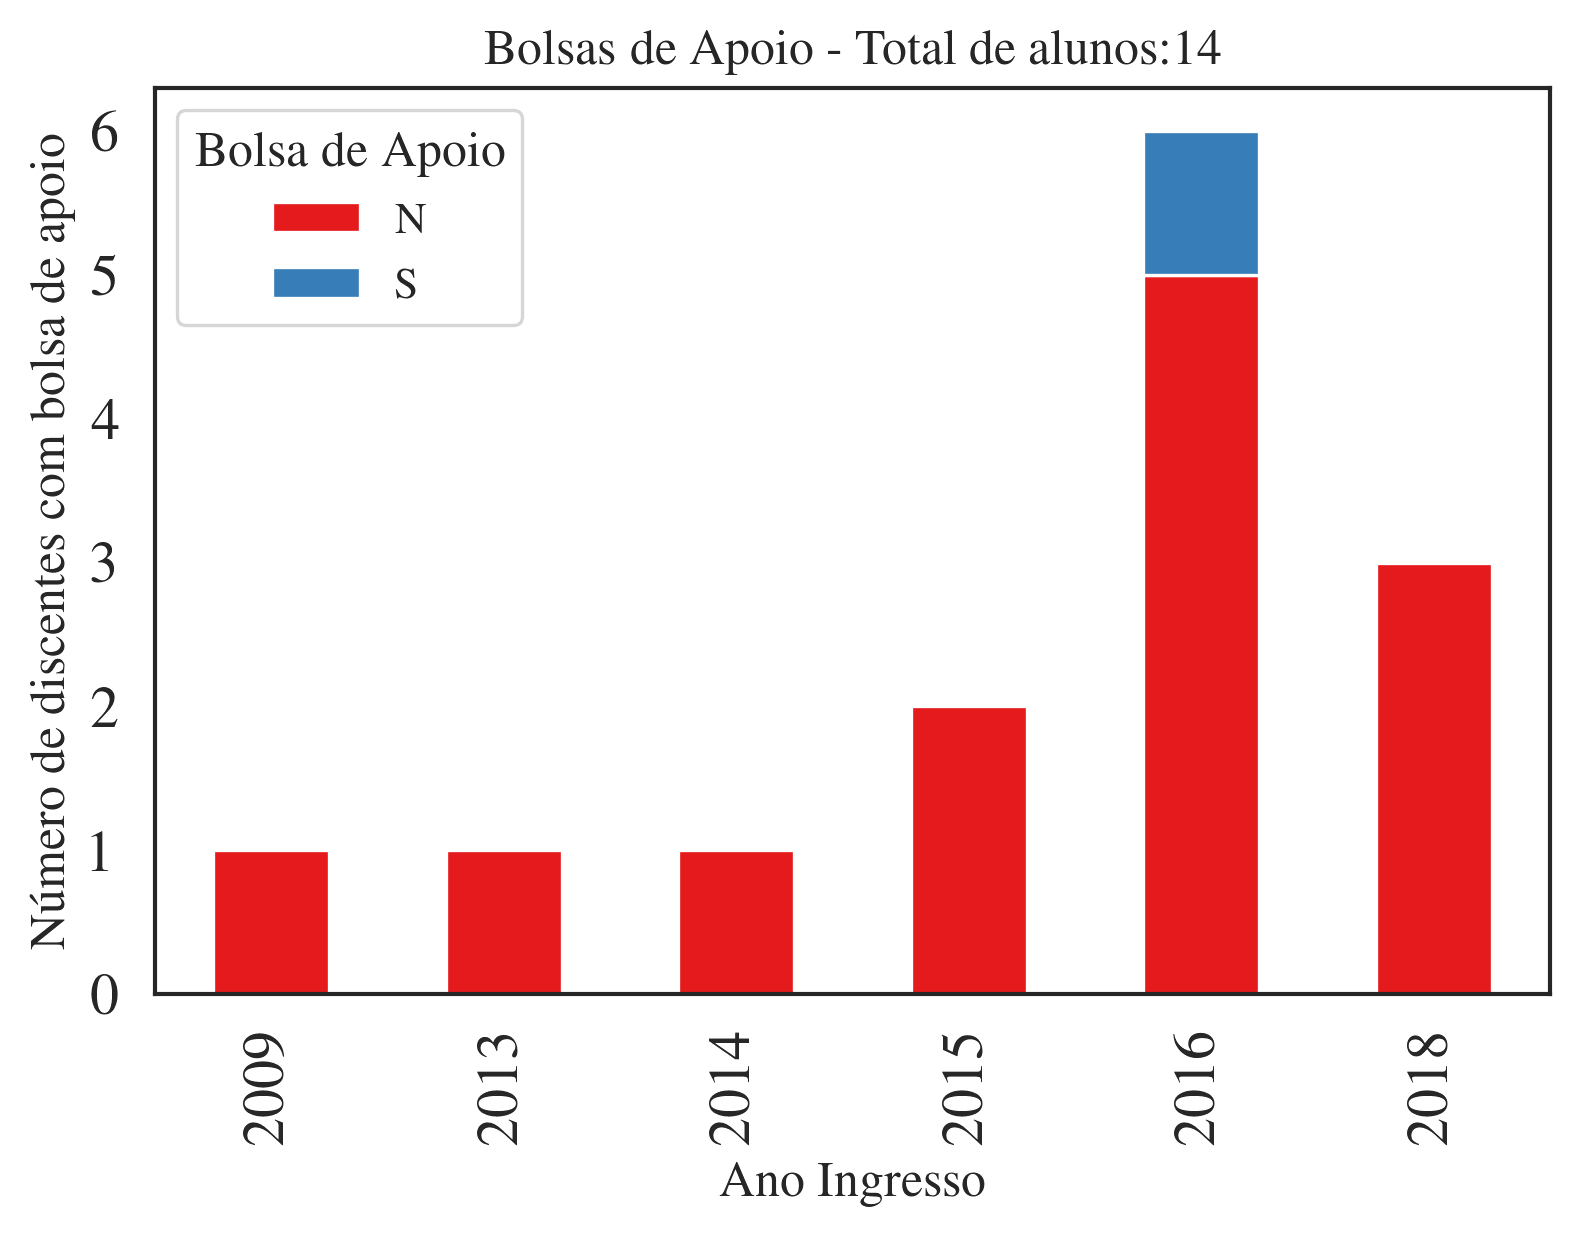 Bolsas de Apoio - Total de alunos:14
Bolsa de Apoio
N
S
Número de discentes com bolsa de apoio
6
5
4
3
2
1
0
2009
2013
2014
2015
2016
2018
Ano Ingresso